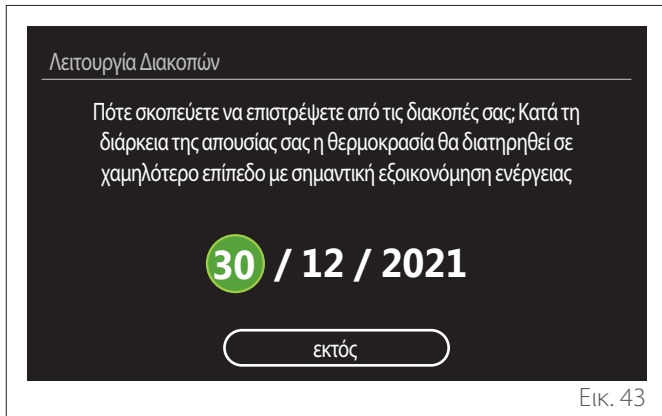 Λειτουργία Διακοπών
Πότε σκοπεύετε να επιστρέψετε από τις διακοπές σας; Κατά τη
διάρκεια της απουσίας σας η θερμοκρασία θα διατηρηθεί σε
χαμηλότερο επίπεδο με σημαντική εξοικονόμηση ενέργειας
30 / 12 / 2021
εκτός
Εικ. 43